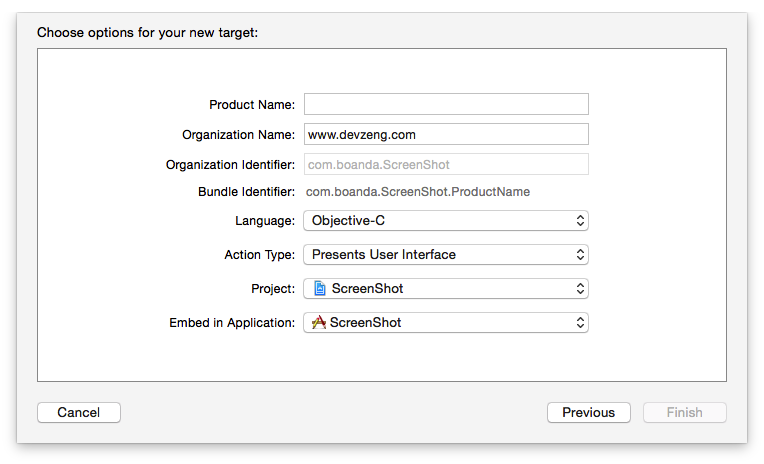 Choose options for your new target:
Product Name:
Organization Name: www.devzeng.com
Organization Identifier: com.boanda.ScreenShot
Bundle Identifier: com.boanda.ScreenShot.ProductName
Language: Objective-C
Action Type: Presents User Interface
Project: ScreenShot
Embed in Application: ScreenShot
Cancel Previous Finish